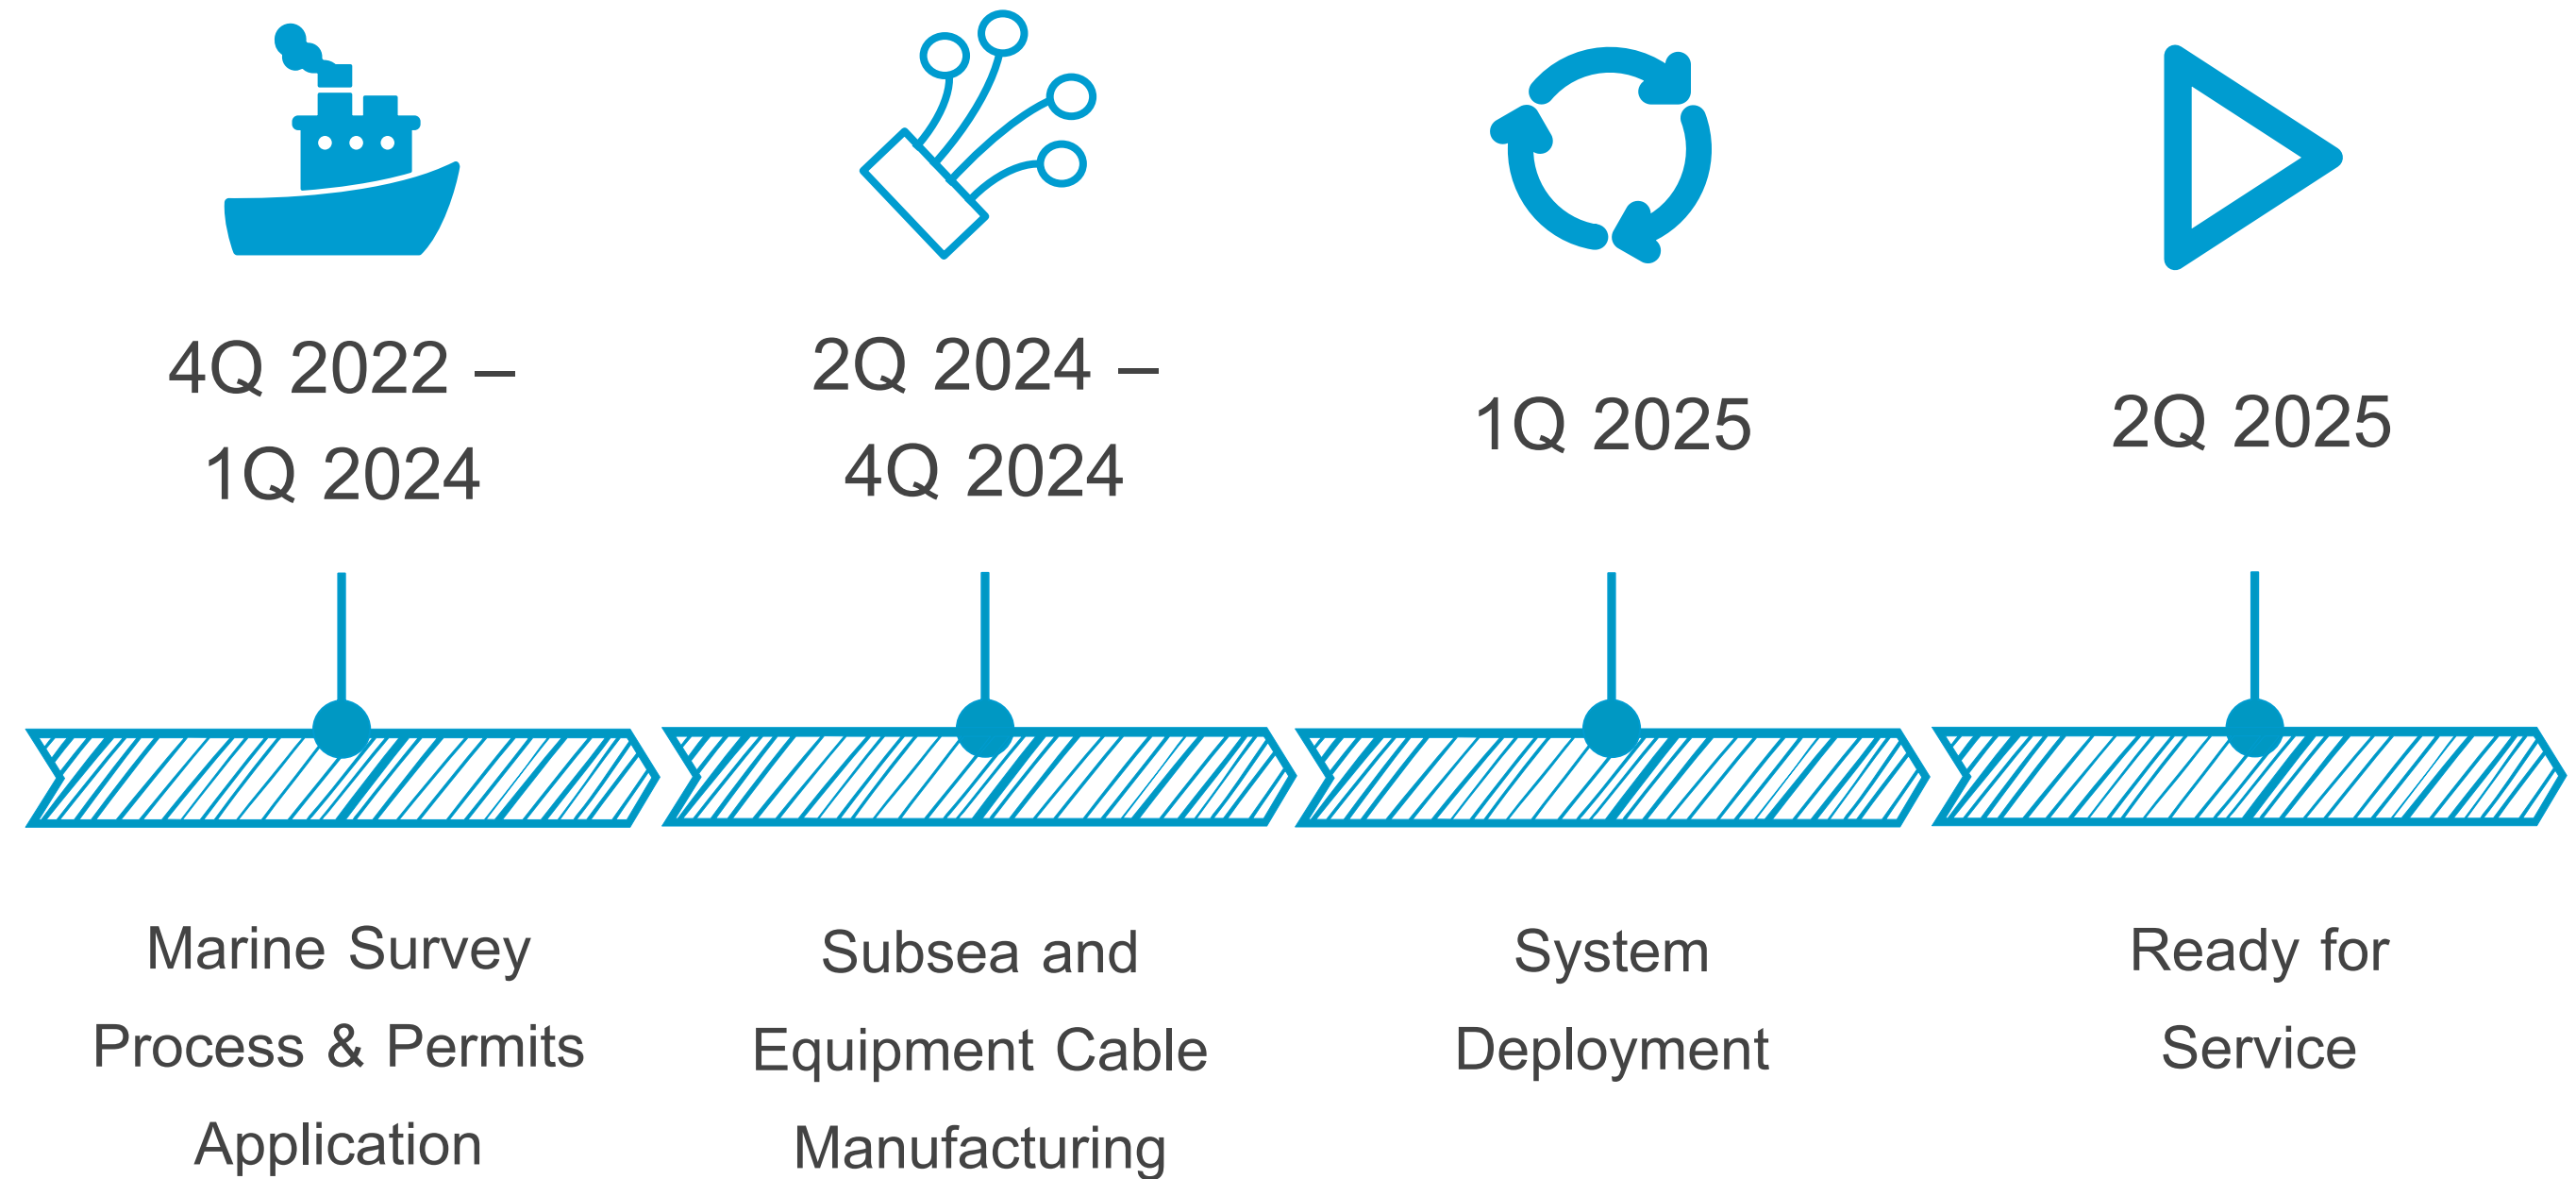 4Q 2022 –
1Q 2024
2Q 2024 –
4Q 2024
1Q 2025
2Q 2025
Marine Survey
Process & Permits
Application
Subsea and
Equipment Cable
Manufacturing
System
Deployment
Ready for
Service